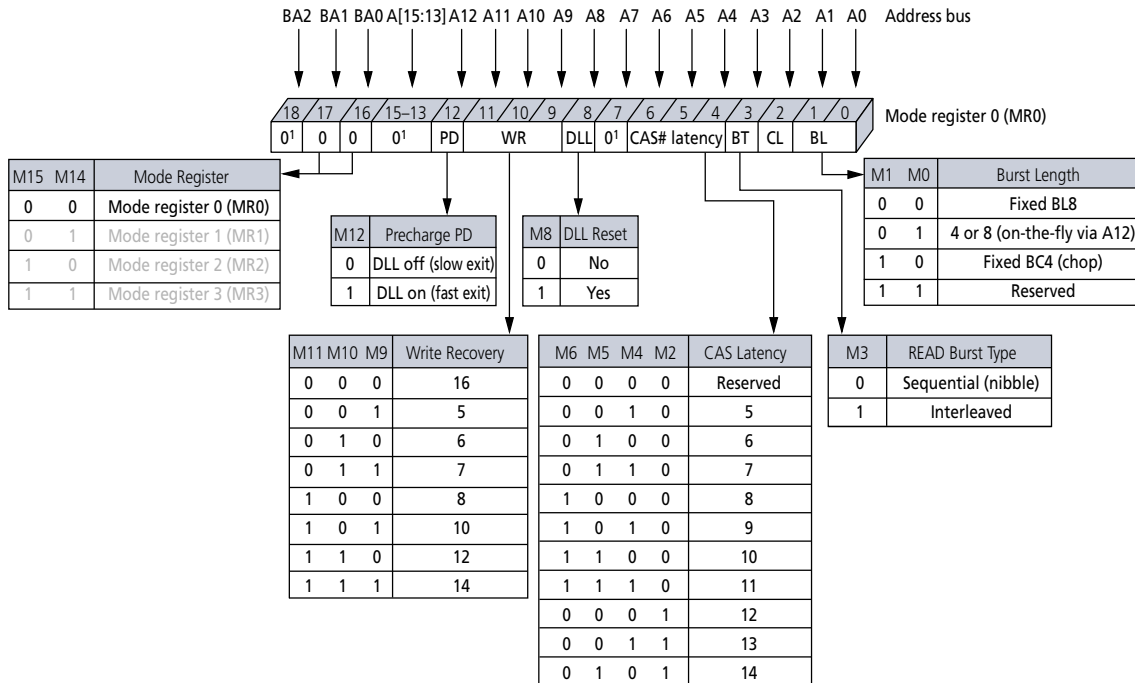 BA2 BA1 BA0 A[15:13] A12 A11 A10 A9 A8 A7 A6 A5 A4 A3 A2 A1 A0 Address bus
18 17 16 15–13 12 11 10 9 8 7 6 5 4 3 2 1 0
Mode register 0 (MR0)
0¹ 0 0 0¹ PD WR DLL 0¹ CAS# latency BT CL BL
M15 M14 Mode Register
0 0 Mode register 0 (MR0)
0 1 Mode register 1 (MR1)
1 0 Mode register 2 (MR2)
1 1 Mode register 3 (MR3)
M12 Precharge PD
0 DLL off (slow exit)
1 DLL on (fast exit)
M8 DLL Reset
0 No
1 Yes
M1 M0 Burst Length
0 0 Fixed BL8
0 1 4 or 8 (on-the-fly via A12)
1 0 Fixed BC4 (chop)
1 1 Reserved
M11 M10 M9 Write Recovery
0 0 0 16
0 0 1 5
0 1 0 6
0 1 1 7
1 0 0 8
1 0 1 10
1 1 0 12
1 1 1 14
M6 M5 M4 M2 CAS Latency
0 0 0 0 Reserved
0 0 1 0 5
0 1 0 0 6
0 1 1 0 7
1 0 0 0 8
1 0 1 0 9
1 1 0 0 10
1 1 1 0 11
0 0 0 1 12
0 0 1 1 13
0 1 0 1 14
M3 READ Burst Type
0 Sequential (nibble)
1 Interleaved